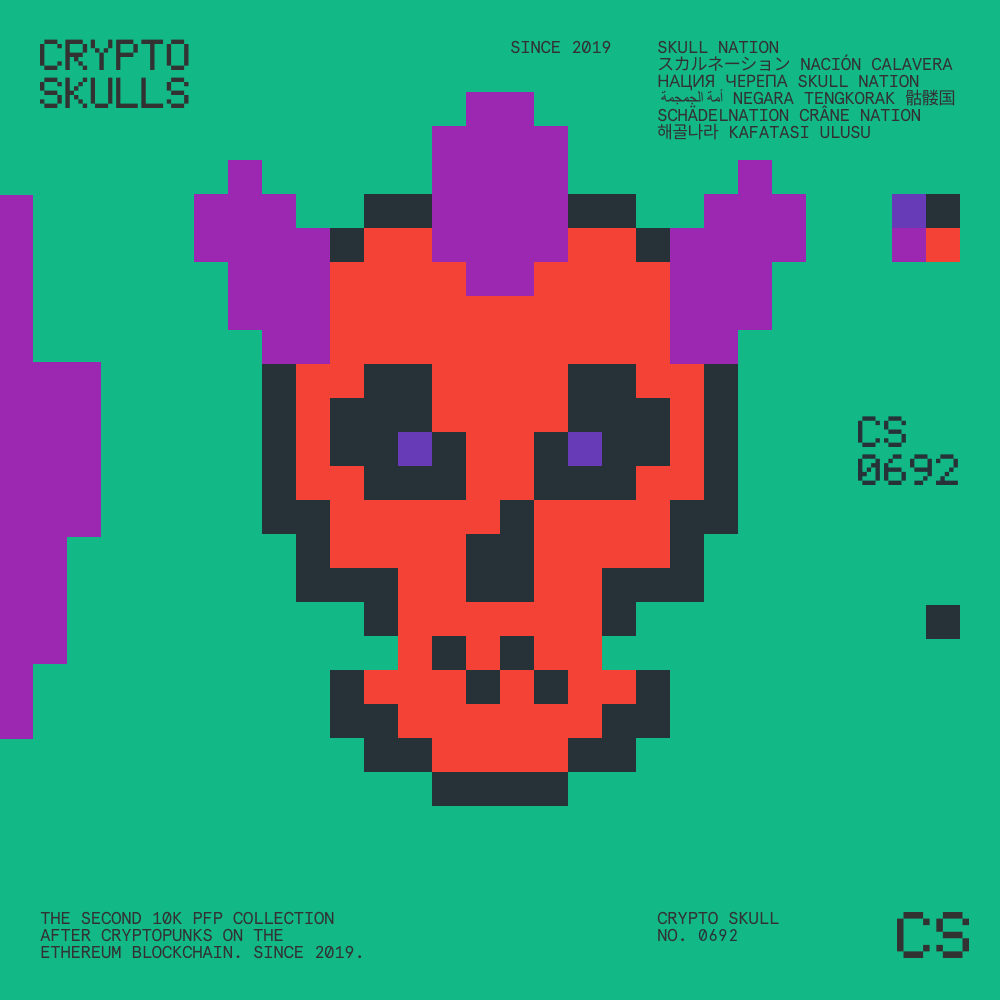 CRYPTO
SKULLS
SINCE 2019
SKULL NATION
スカルネーション NACIÓN CALAVERA
НАЦИЯ ЧЕРЕПА SKULL NATION
أمة الجمجمة NEGARA TENGKORAK 骷髅国
SCHÄDELNATION CRÂNE NATION
해골나라 KAFATASI ULUSU
CS
0692
THE SECOND 10K PFP COLLECTION
AFTER CRYPTOPUNKS ON THE
ETHEREUM BLOCKCHAIN. SINCE 2019.
CRYPTO SKULL
NO. 0692
CS